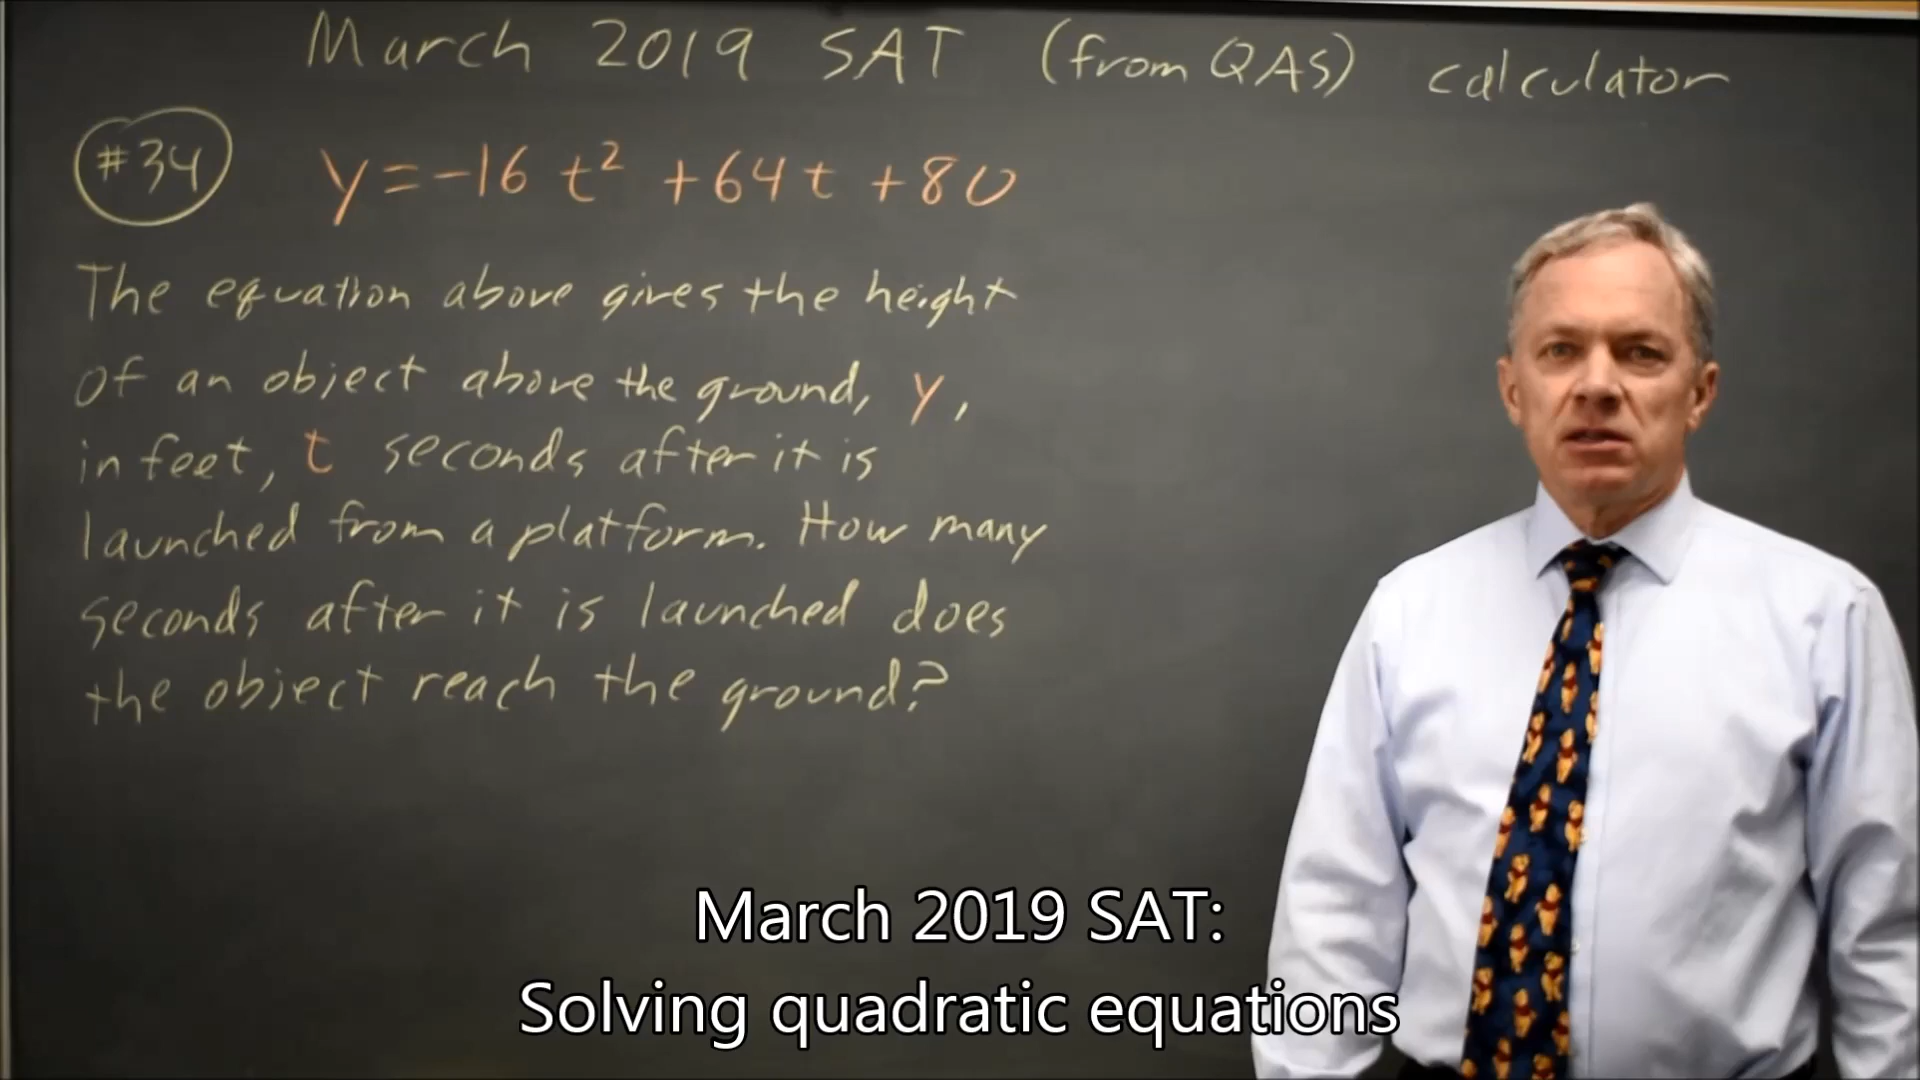 March 2019 SAT (from QAS) calculator
#34 y=-16t²+64t+80
The equation above gives the height
of an object above the ground, y,
in feet, t seconds after it is
launched from a platform. How many
seconds after it is launched does
the object reach the ground?
March 2019 SAT:
Solving quadratic equations